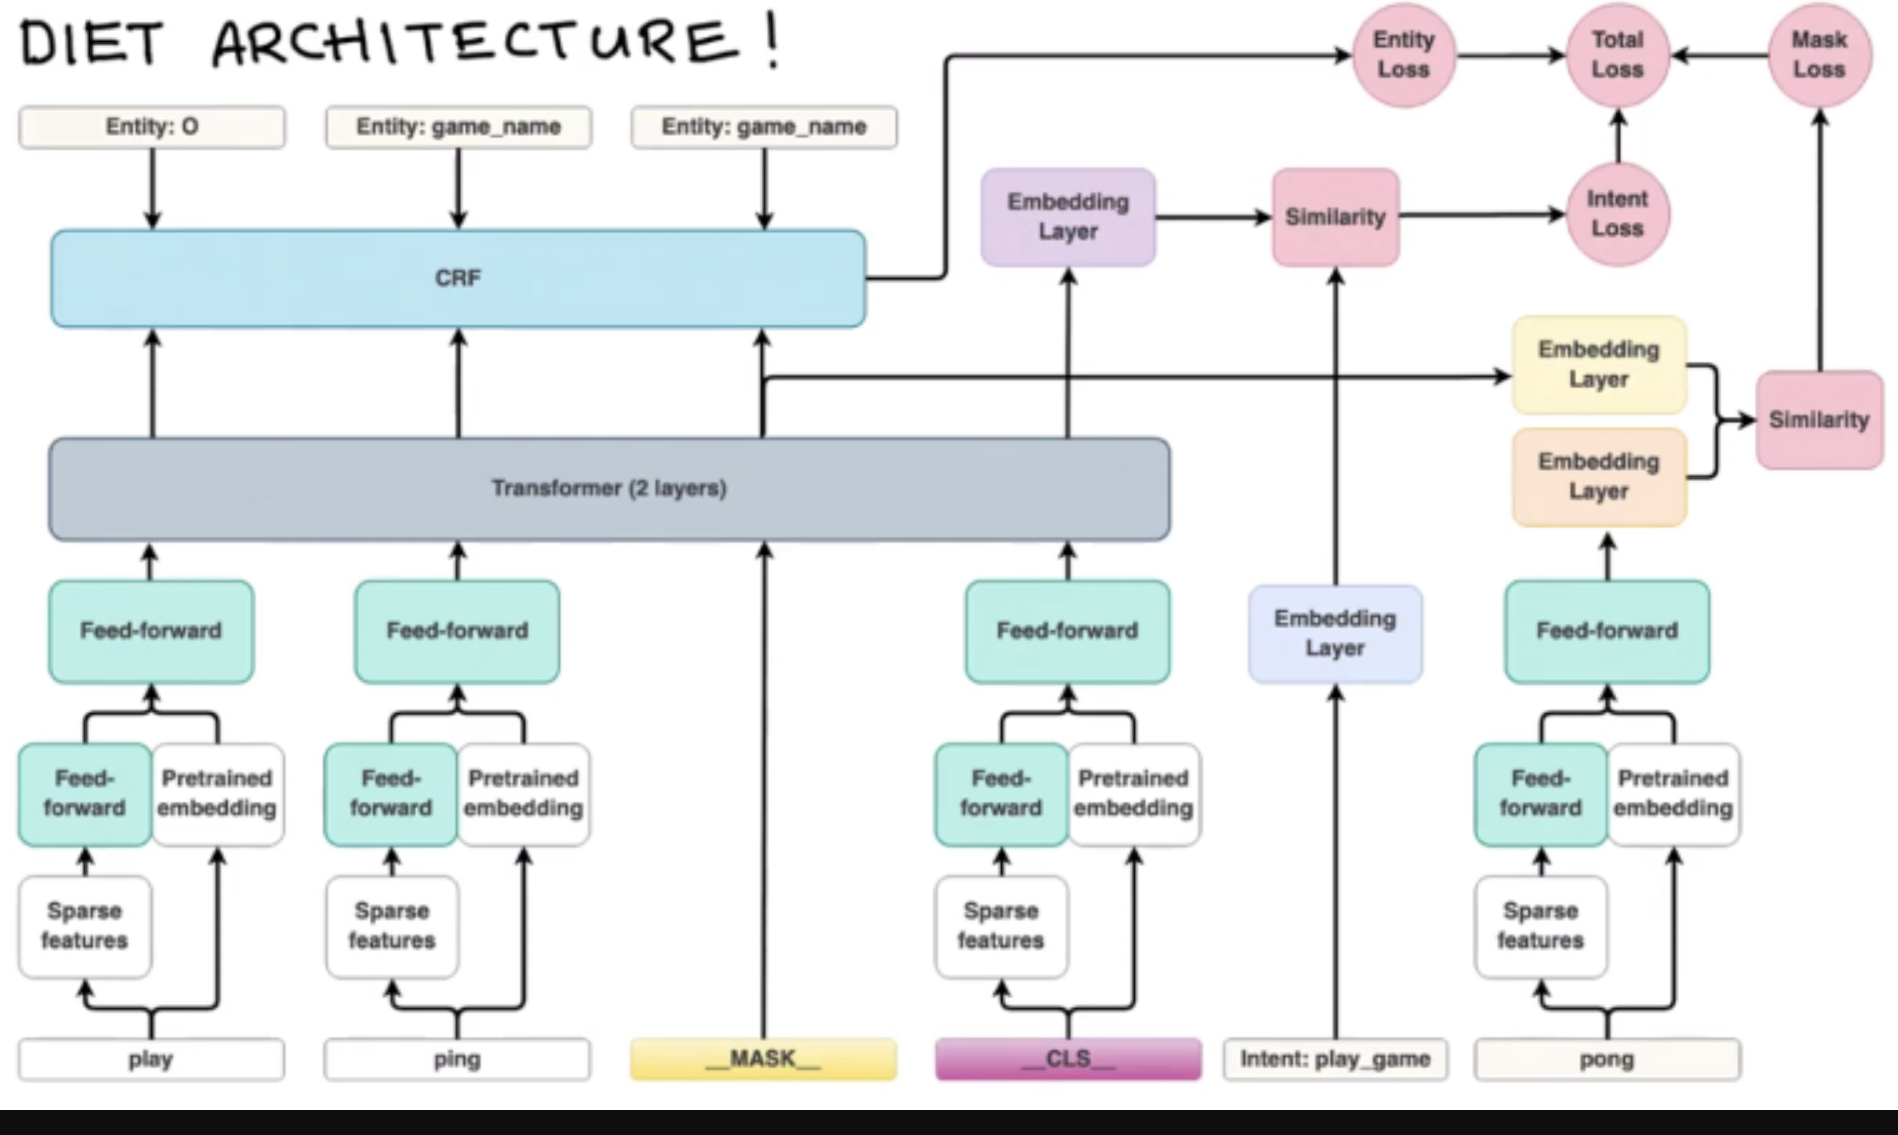 DIET ARCHITECTURE!
Entity
Loss
Total
Loss
Mask
Loss
Entity: O
Entity: game_name
Entity: game_name
Embedding
Layer
Similarity
Intent
Loss
CRF
Embedding
Layer
Similarity
Embedding
Layer
Transformer (2 layers)
Feed-forward
Feed-forward
Feed-forward
Embedding
Layer
Feed-forward
Feed-
forward
Pretrained
embedding
Feed-
forward
Pretrained
embedding
Feed-
forward
Pretrained
embedding
Feed-
forward
Pretrained
embedding
Sparse
features
Sparse
features
Sparse
features
Sparse
features
play
ping
__MASK__
__CLS__
Intent: play_game
pong